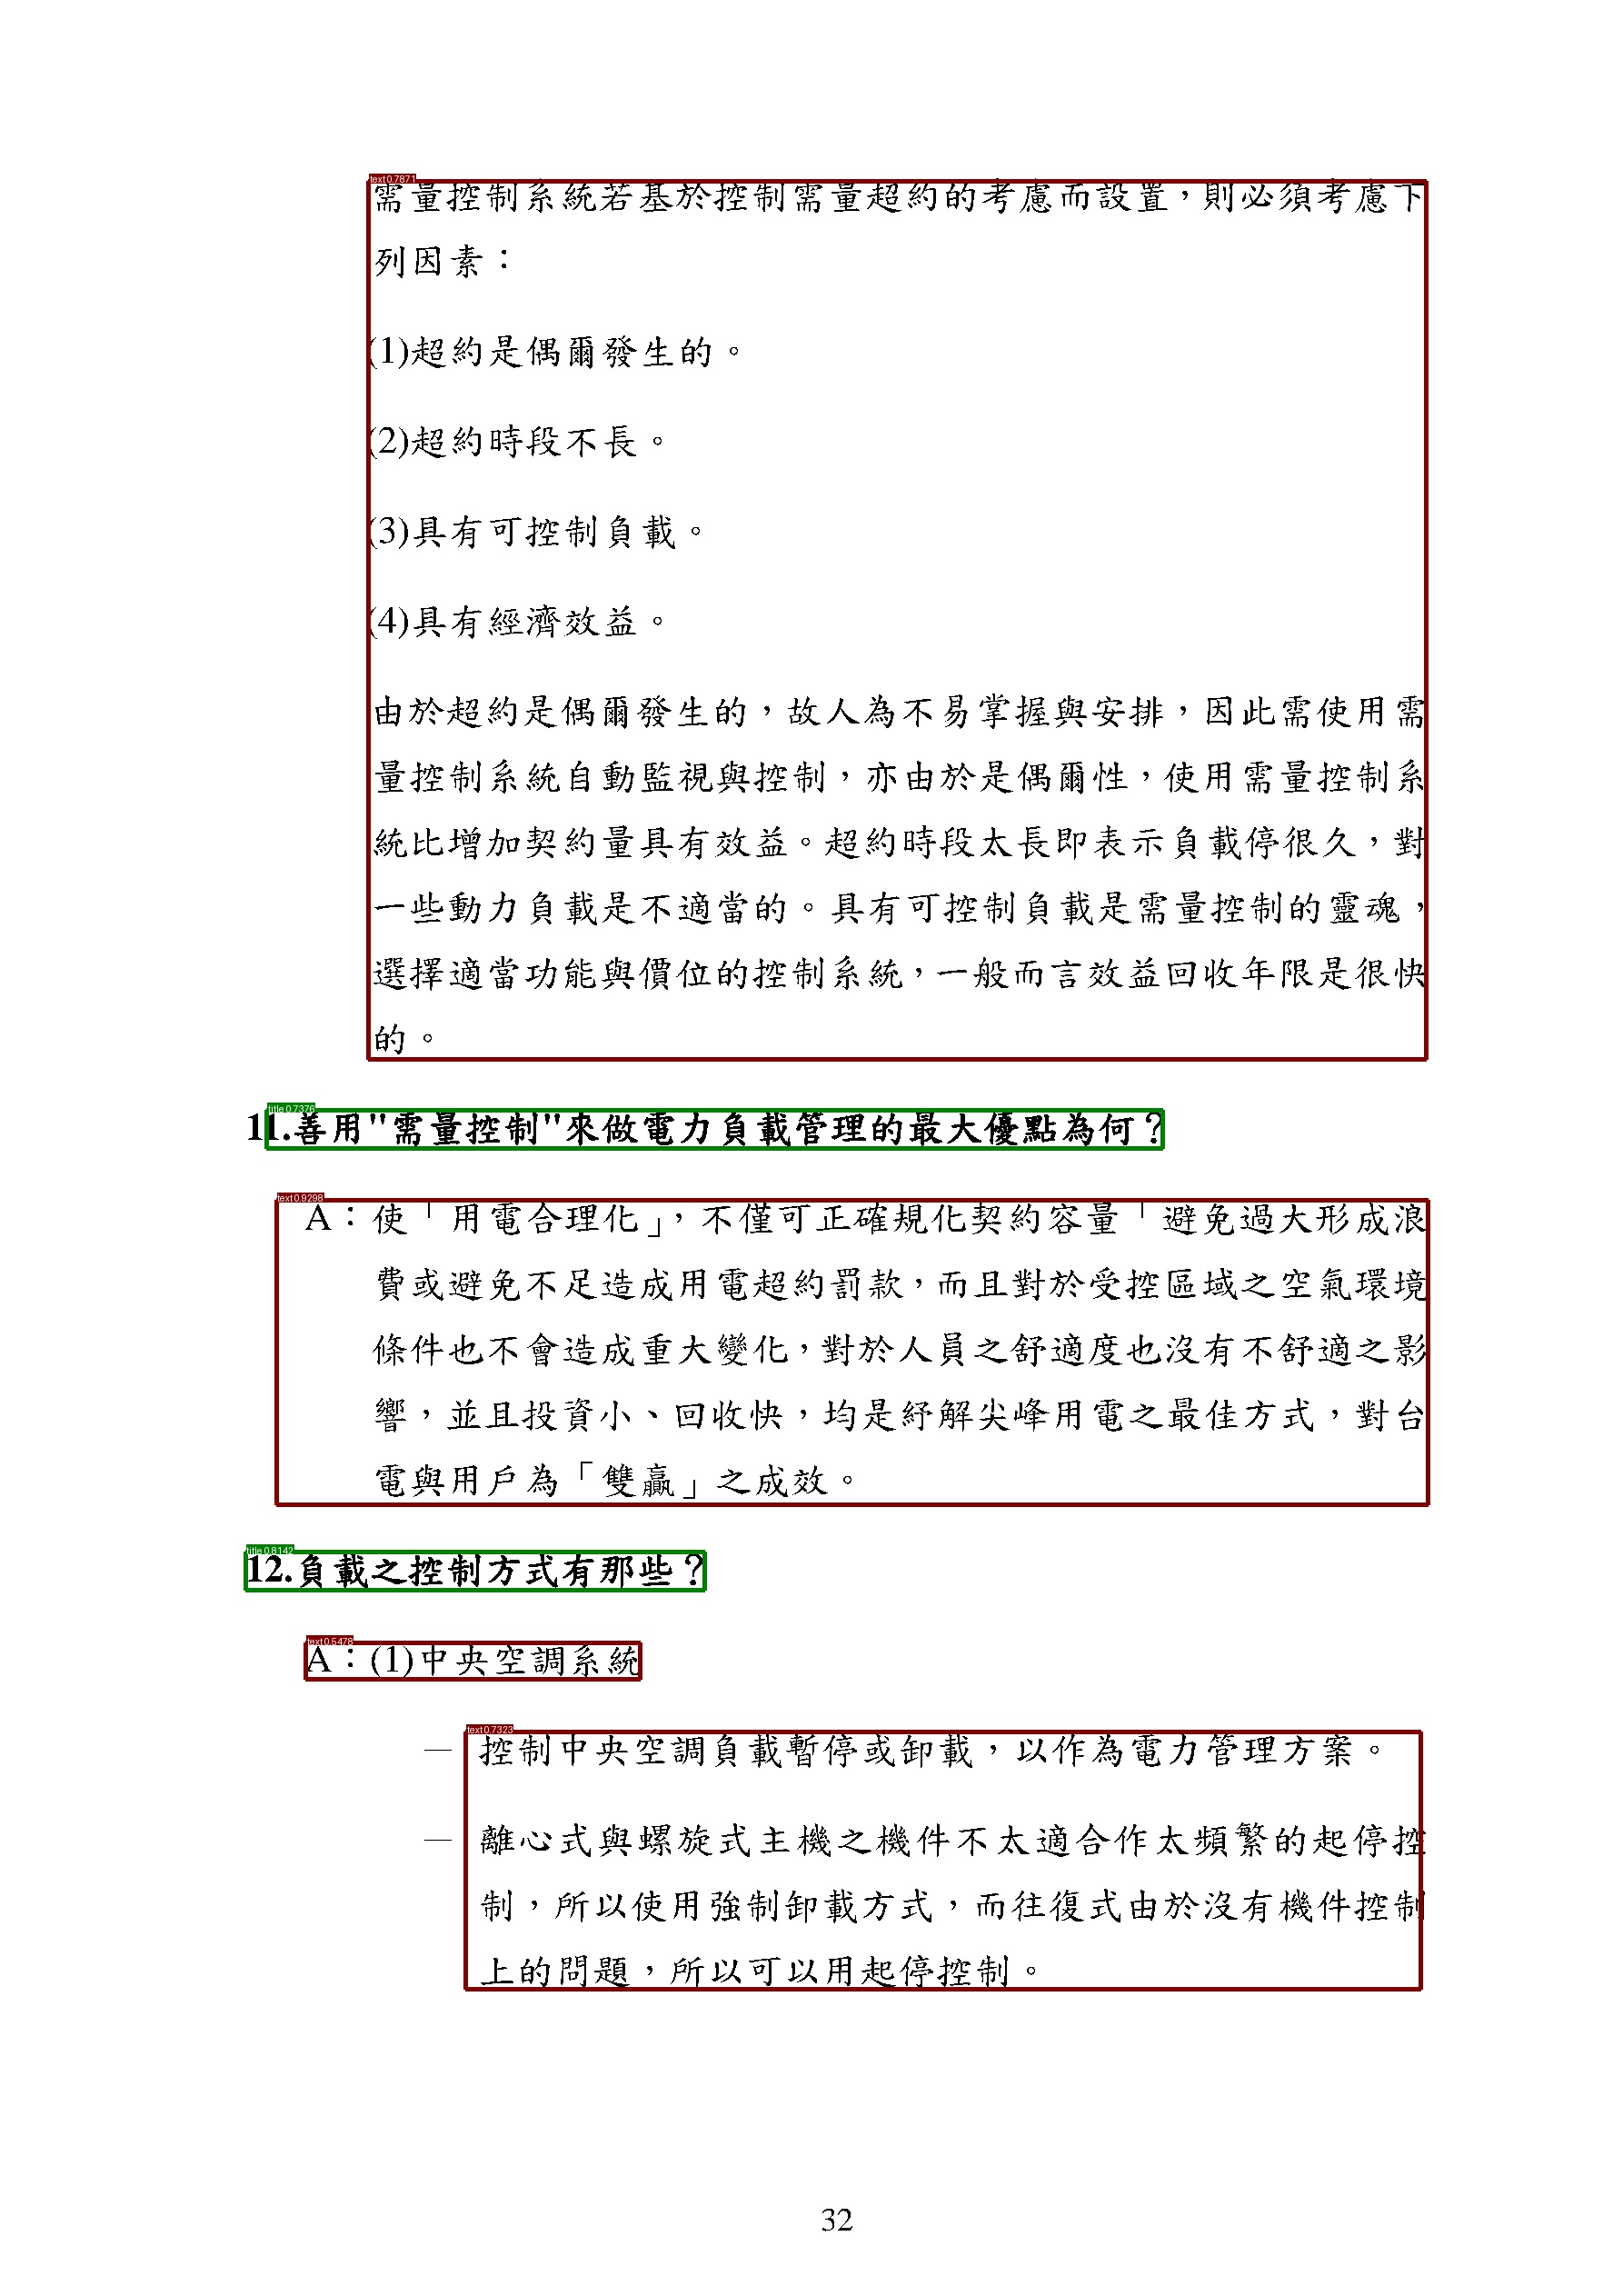 text 0.7871
需量控制系統若基於控制需量超約的考慮而設置，則必須考慮下
列因素：
(1)超約是偶爾發生的。
(2)超約時段不長。
(3)具有可控制負載。
(4)具有經濟效益。
由於超約是偶爾發生的，故人為不易掌握與安排，因此需使用需
量控制系統自動監視與控制，亦由於是偶爾性，使用需量控制系
統比增加契約量具有效益。超約時段太長即表示負載停很久，對
一些動力負載是不適當的。具有可控制負載是需量控制的靈魂，
選擇適當功能與價位的控制系統，一般而言效益回收年限是很快
的。
title 0.7376
11.善用"需量控制"來做電力負載管理的最大優點為何？
text 0.9298
A：使「用電合理化」，不僅可正確規化契約容量「避免過大形成浪
費或避免不足造成用電超約罰款，而且對於受控區域之空氣環境
條件也不會造成重大變化，對於人員之舒適度也沒有不舒適之影
響，並且投資小、回收快，均是紓解尖峰用電之最佳方式，對台
電與用戶為「雙贏」之成效。
title 0.8142
12.負載之控制方式有那些？
text 0.5478
A：(1)中央空調系統
text 0.7323
— 控制中央空調負載暫停或卸載，以作為電力管理方案。
— 離心式與螺旋式主機之機件不太適合作太頻繁的起停控
制，所以使用強制卸載方式，而往復式由於沒有機件控制
上的問題，所以可以用起停控制。
32